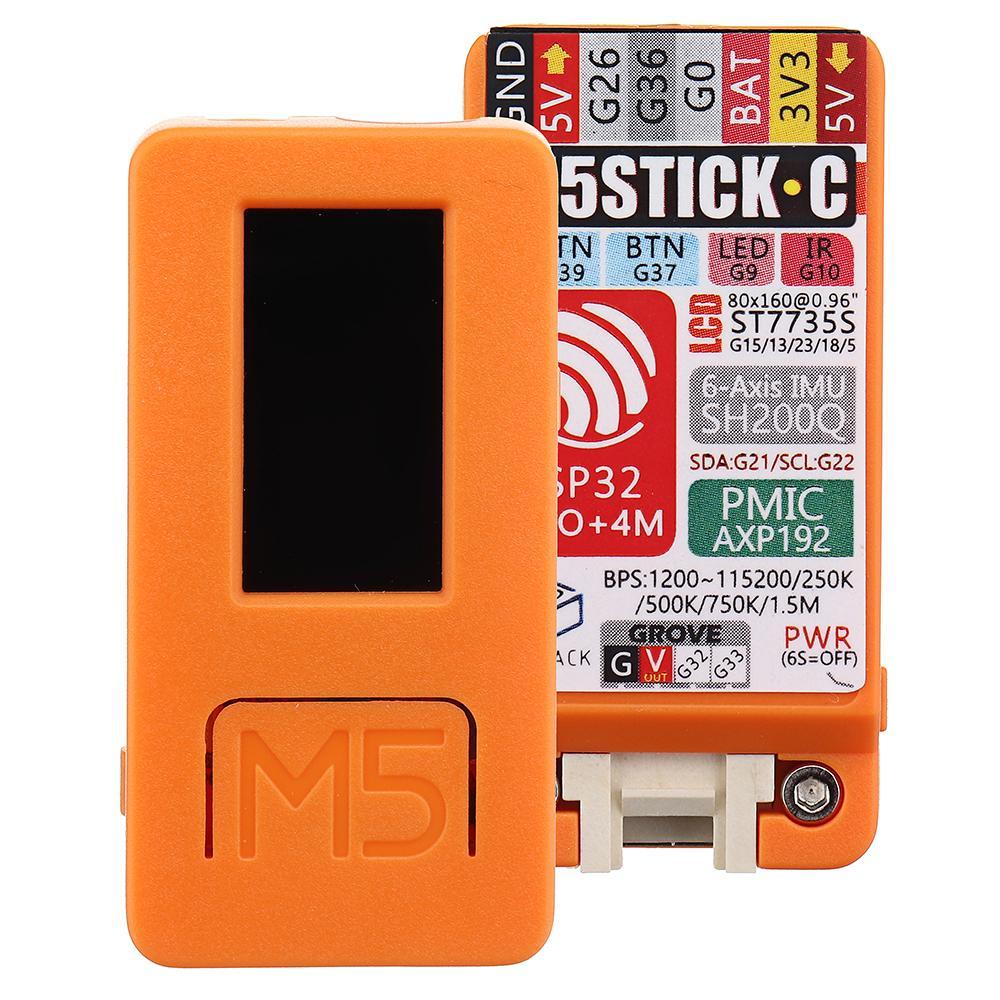 M5
GND 5V G26 G36 G0 BAT 3V3 5V
5STICK·C
TN BTN LED IR
39 G37 G9 G10
LCD
80x160@0.96"
ST7735S
G15/13/23/18/5
6-Axis IMU
SH200Q
SDA:G21/SCL:G22
SP32
O+4M
PMIC
AXP192
BPS:1200~115200/250K
/500K/750K/1.5M
ACK
GROVE
G V OUT G32 G33
PWR
(6S=OFF)